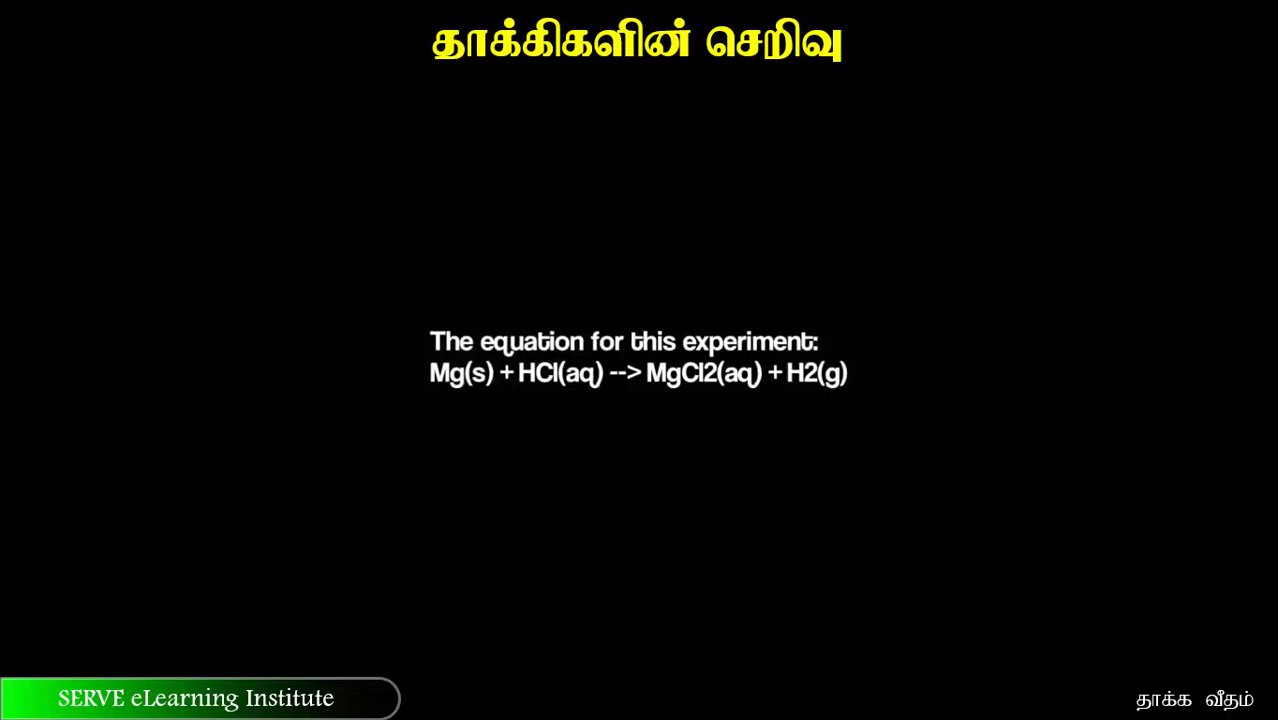 தாக்கிகளின் செறிவு
The equation for this experiment:
Mg(s) + HCl(aq) --> MgCl2(aq) + H2(g)
SERVE eLearning Institute
தாக்க வீதம்